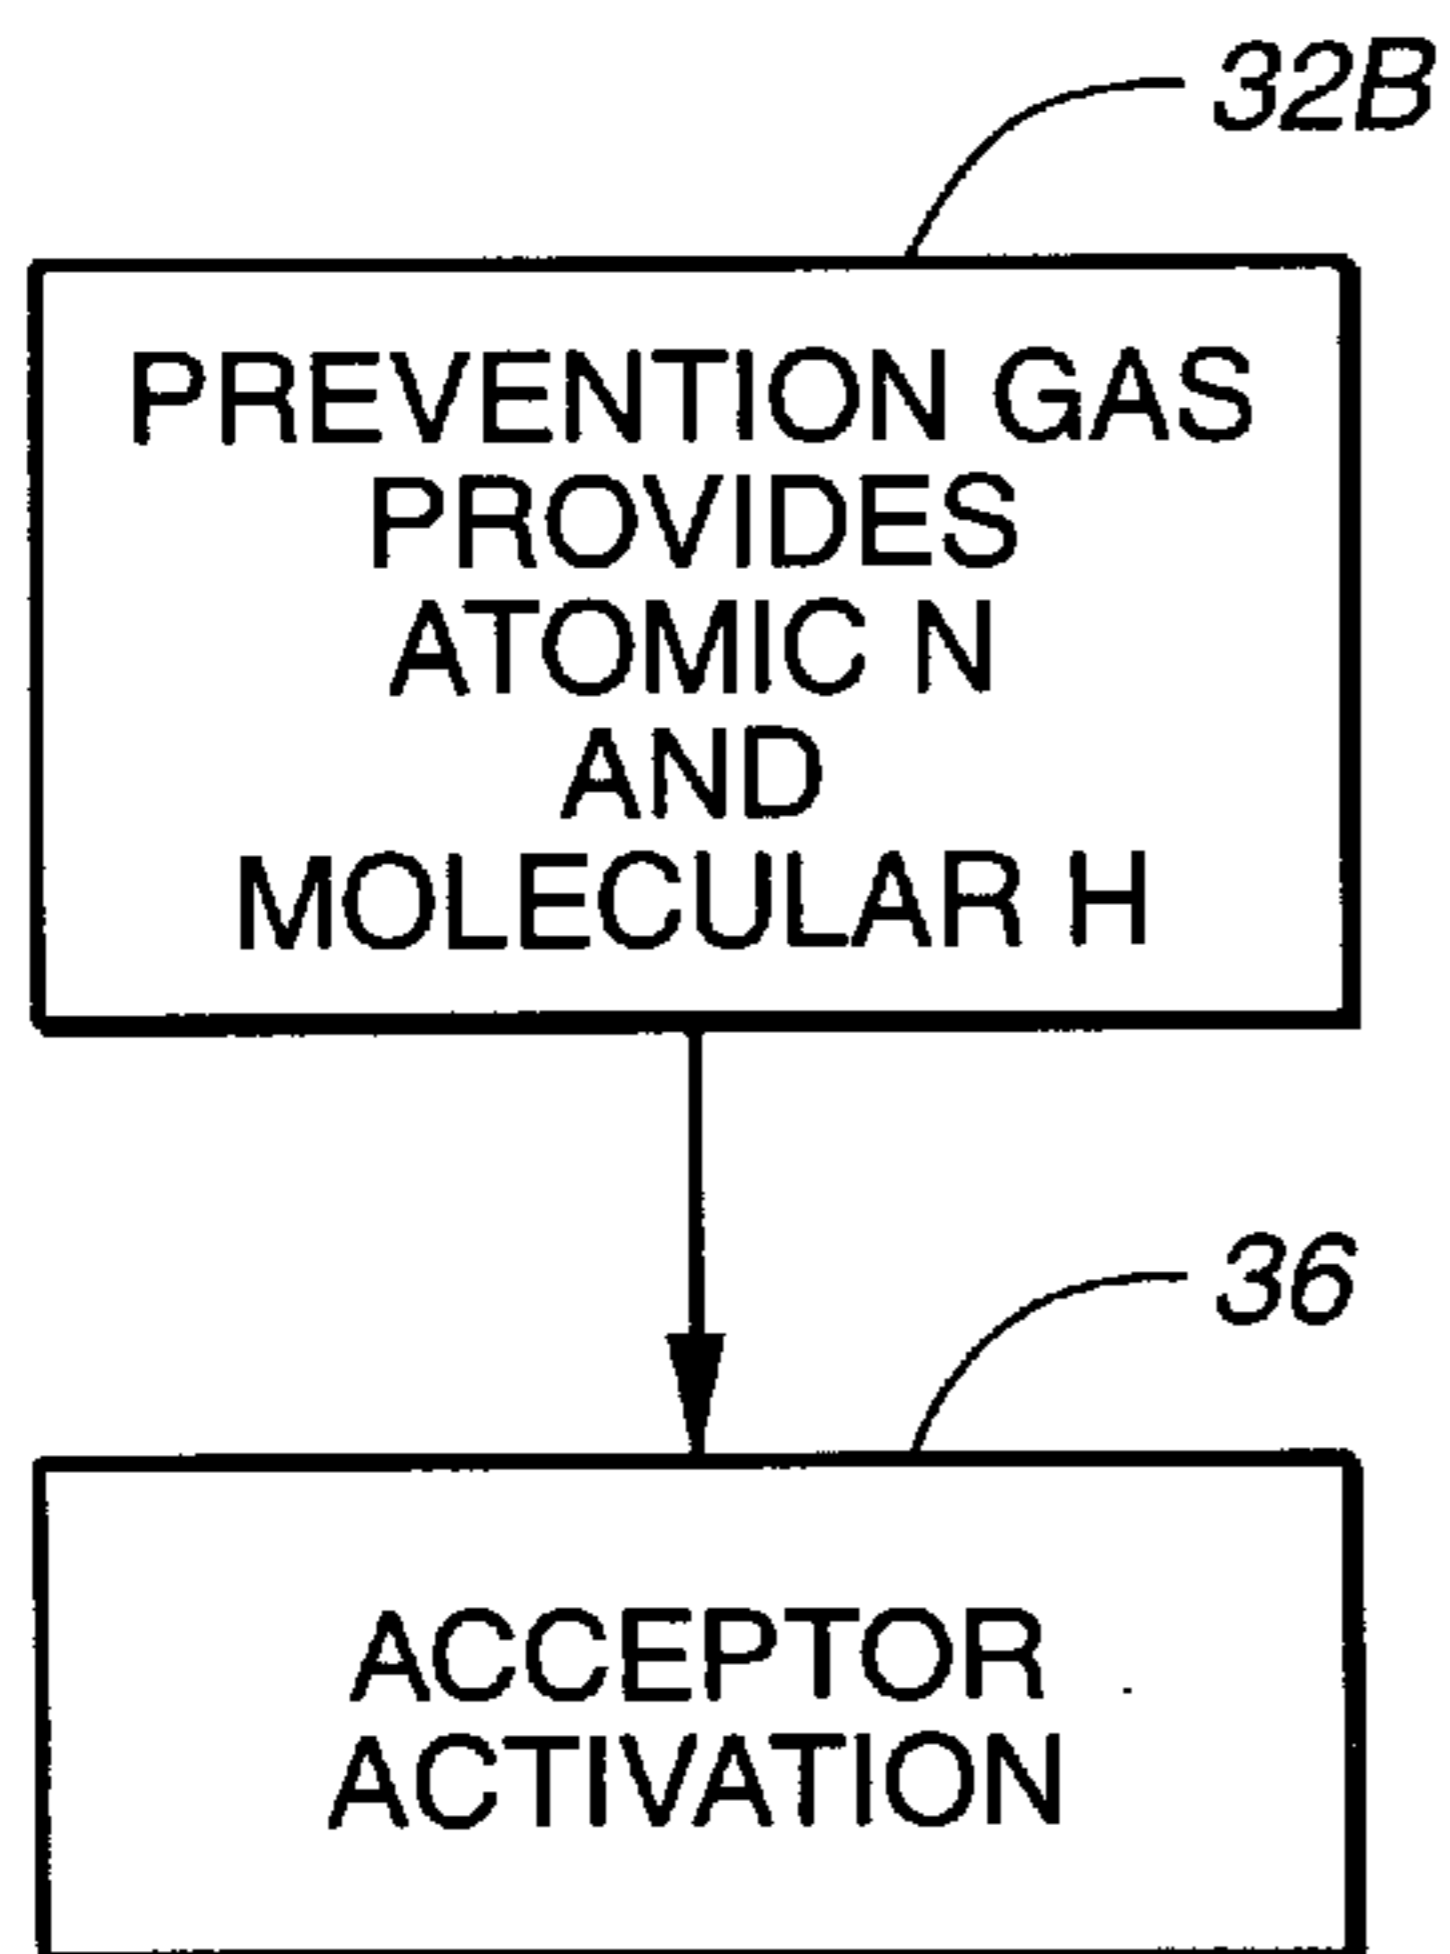 32B
PREVENTION GAS
PROVIDES
ATOMIC N
AND
MOLECULAR H
36
ACCEPTOR
ACTIVATION